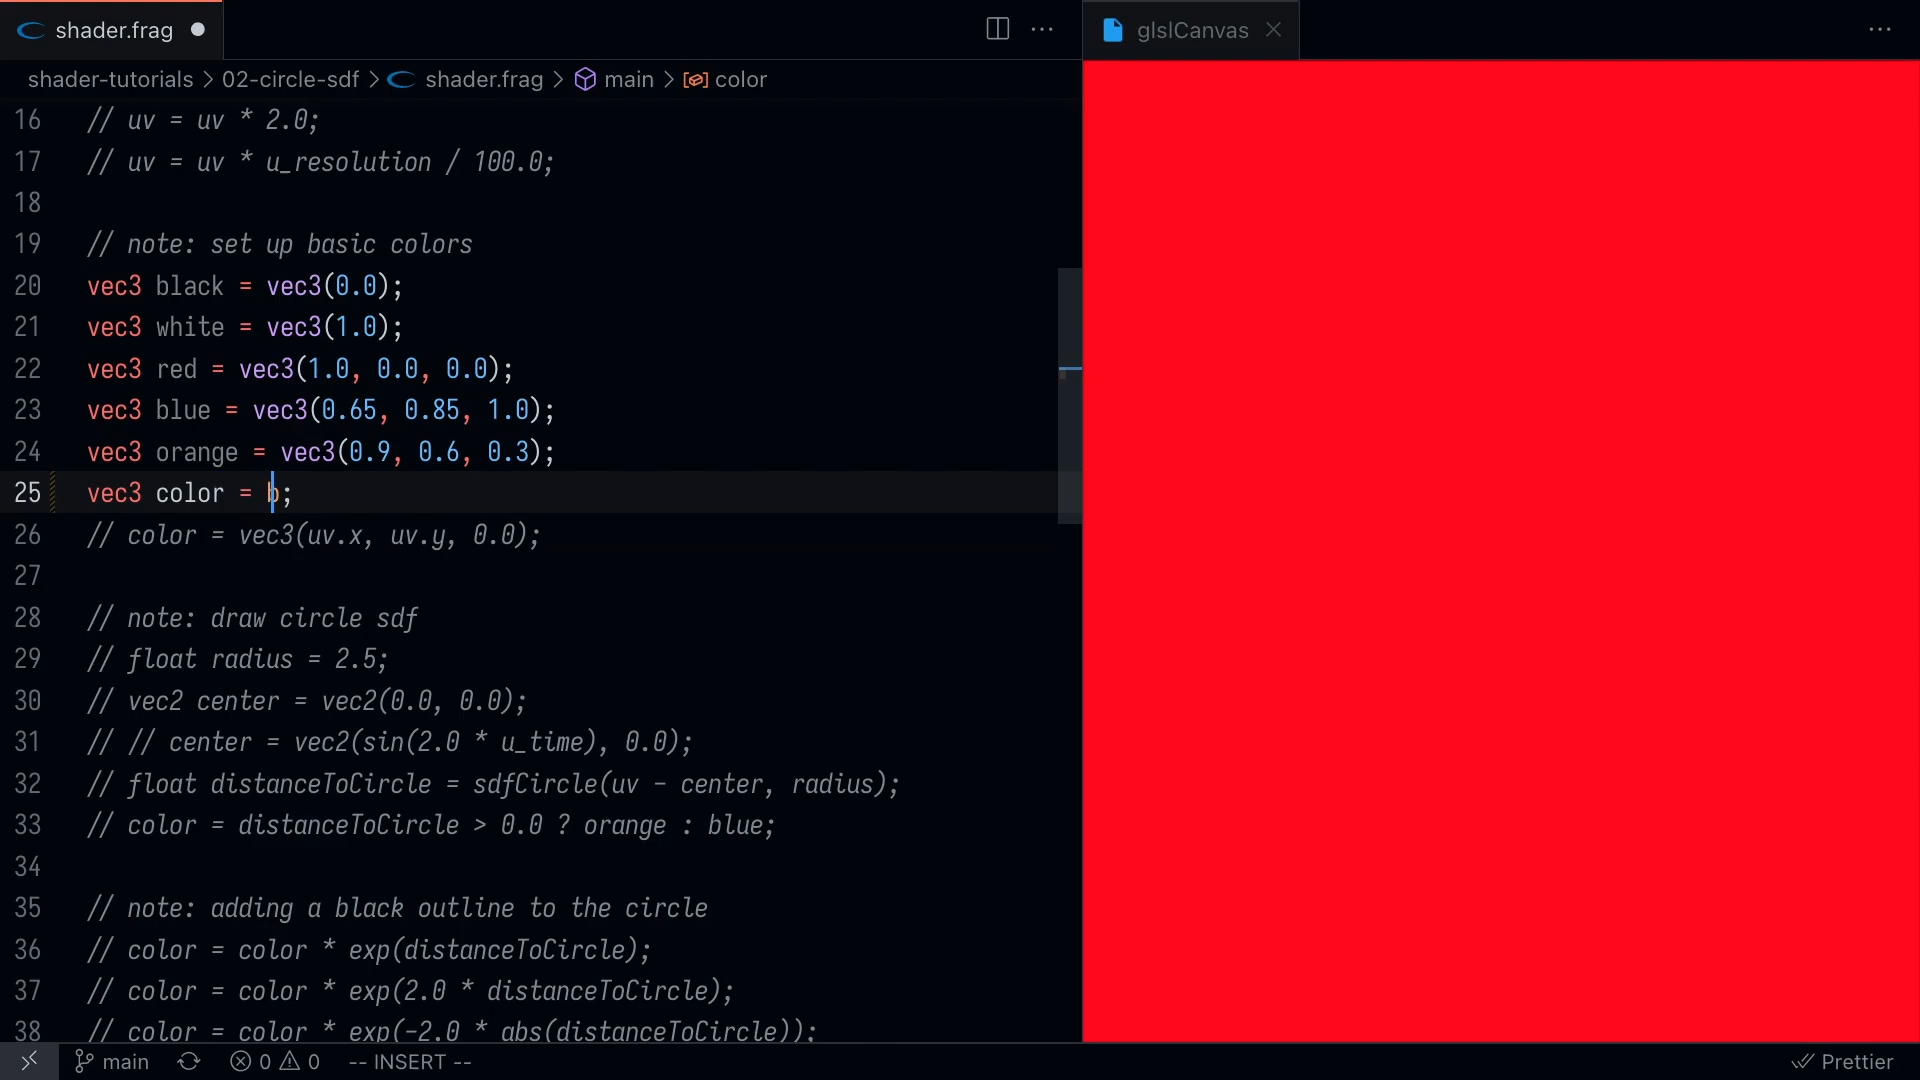 shader.frag
glslCanvas
shader-tutorials > 02-circle-sdf > shader.frag > main > color
16 // uv = uv * 2.0;
17 // uv = uv * u_resolution / 100.0;
18
19 // note: set up basic colors
20 vec3 black = vec3(0.0);
21 vec3 white = vec3(1.0);
22 vec3 red = vec3(1.0, 0.0, 0.0);
23 vec3 blue = vec3(0.65, 0.85, 1.0);
24 vec3 orange = vec3(0.9, 0.6, 0.3);
25 vec3 color = b;
26 // color = vec3(uv.x, uv.y, 0.0);
27
28 // note: draw circle sdf
29 // float radius = 2.5;
30 // vec2 center = vec2(0.0, 0.0);
31 // // center = vec2(sin(2.0 * u_time), 0.0);
32 // float distanceToCircle = sdfCircle(uv - center, radius);
33 // color = distanceToCircle > 0.0 ? orange : blue;
34
35 // note: adding a black outline to the circle
36 // color = color * exp(distanceToCircle);
37 // color = color * exp(2.0 * distanceToCircle);
38 // color = color * exp(-2.0 * abs(distanceToCircle));
main 0 0 -- INSERT -- Prettier